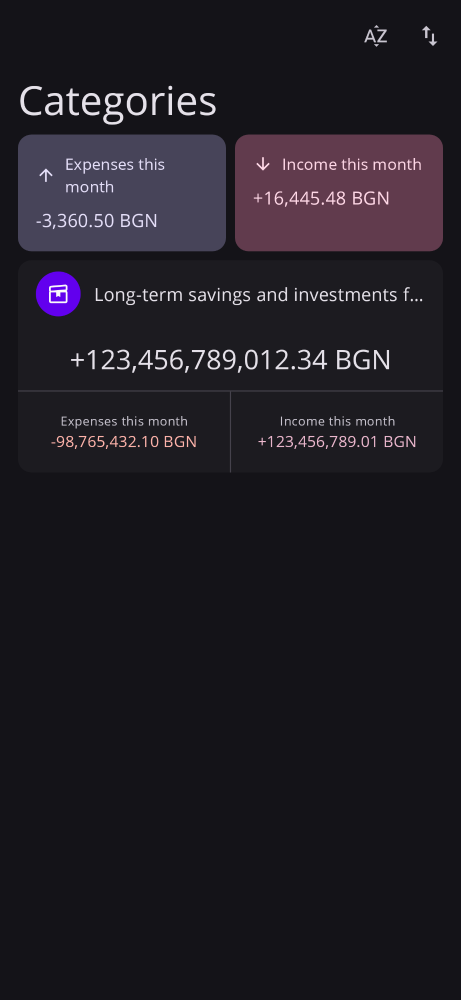 AZ
Categories
Expenses this
month
-3,360.50 BGN
Income this month
+16,445.48 BGN
Long-term savings and investments f...
+123,456,789,012.34 BGN
Expenses this month
-98,765,432.10 BGN
Income this month
+123,456,789.01 BGN